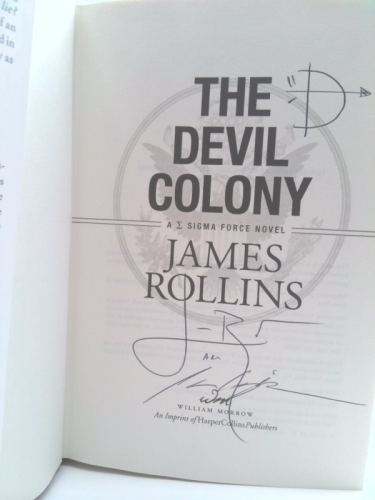 THE
DEVIL
COLONY
A Σ SIGMA FORCE NOVEL
JAMES
ROLLINS
WILLIAM MORROW
An Imprint of HarperCollinsPublishers